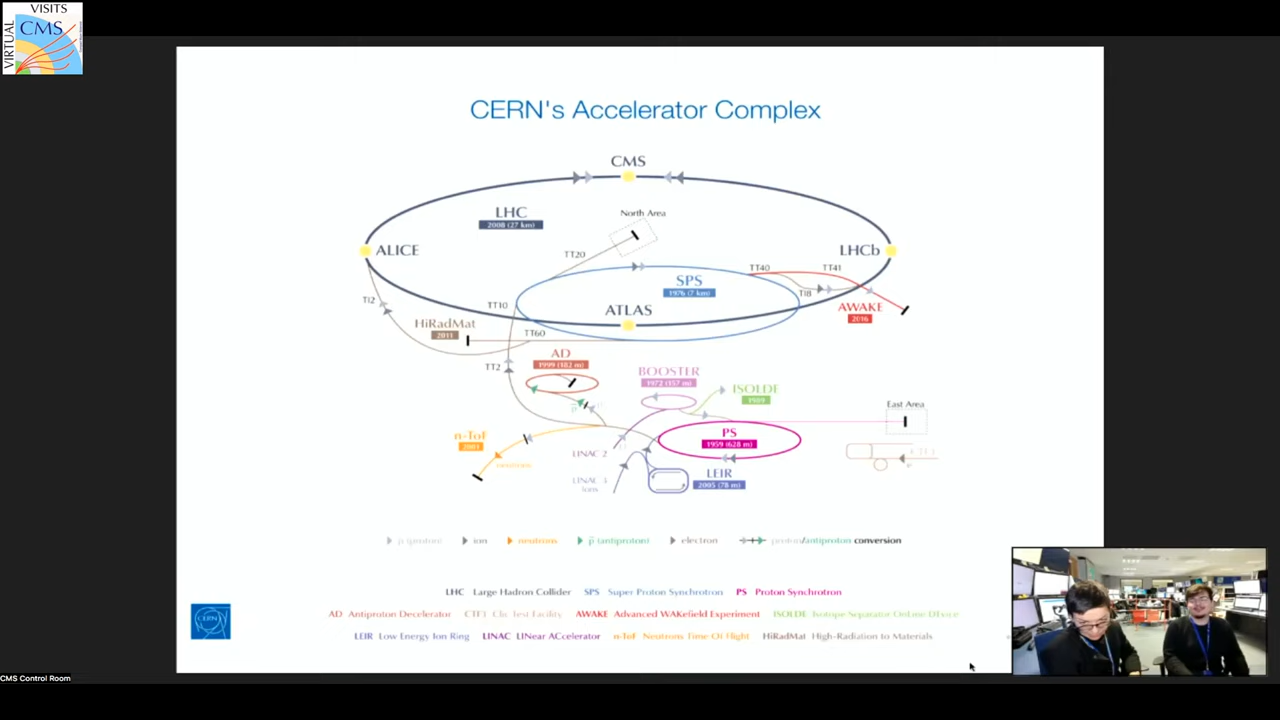 VISITS
VIRTUAL
CMS
CERN's Accelerator Complex
CMS
LHC
2008 (27 km)
North Area
ALICE
TT20
LHCb
SPS
1976 (7 km)
TT40
TT41
TI2
TT10
TI8
ATLAS
AWAKE
2016
HiRadMat
2011
TT60
AD
1999 (182 m)
TT2
BOOSTER
1972 (157 m)
ISOLDE
1989
East Area
p
n-ToF
2001
PS
1959 (628 m)
neutrons
LINAC 2
LEIR
2005 (78 m)
LINAC 3
Ions
p (proton)
ion
neutrons
p̄ (antiproton)
electron
proton/antiproton conversion
LHC Large Hadron Collider SPS Super Proton Synchrotron PS Proton Synchrotron
AD Antiproton Decelerator CTF3 Clic Test Facility AWAKE Advanced WAKefield Experiment ISOLDE Isotope Separator OnLine DEvice
LEIR Low Energy Ion Ring LINAC LINear ACcelerator n-ToF Neutrons Time Of Flight HiRadMat High-Radiation to Materials
CERN
CMS Control Room